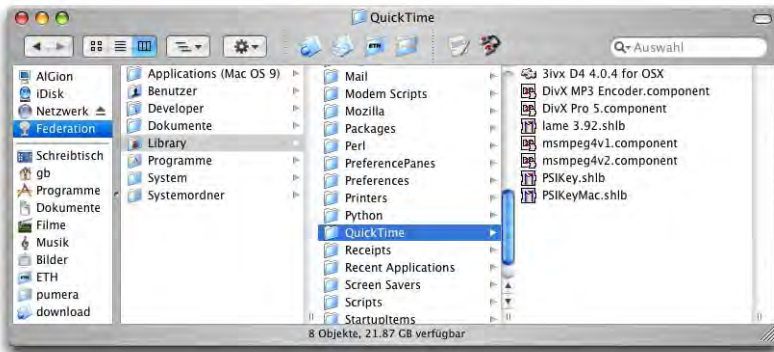 QuickTime
ETH
Auswahl
AlGion
iDisk
Netzwerk
Federation
Schreibtisch
gb
Programme
Dokumente
Filme
Musik
Bilder
ETH
pumera
download
Applications (Mac OS 9)
Benutzer
Developer
Dokumente
Library
Programme
System
Systemordner
Mail
Modem Scripts
Mozilla
Packages
Perl
PreferencePanes
Preferences
Printers
Python
QuickTime
Receipts
Recent Applications
Screen Savers
Scripts
StartupItems
3ivx D4 4.0.4 for OSX
DivX MP3 Encoder.component
DivX Pro 5.component
lame 3.92.shlb
msmpeg4v1.component
msmpeg4v2.component
PSIKey.shlb
PSIKeyMac.shlb
8 Objekte, 21.87 GB verfügbar